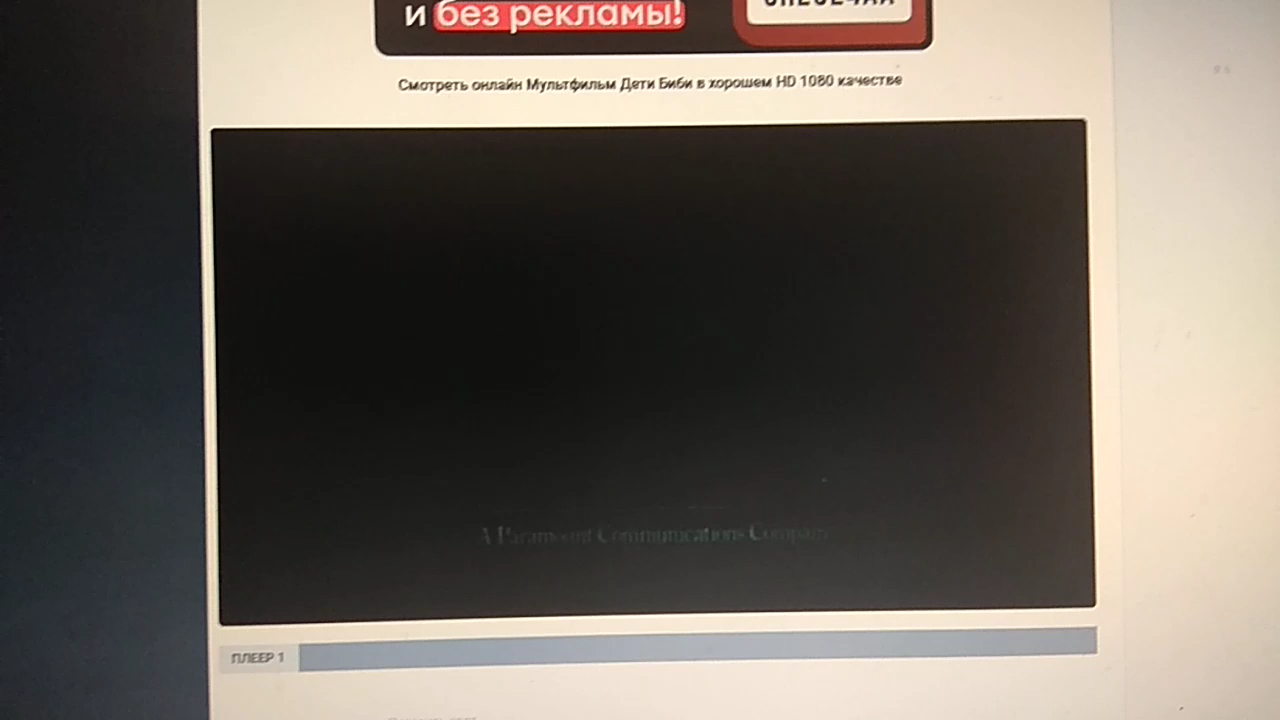 и без рекламы!
Смотреть онлайн Мультфильм Дети Биби в хорошем HD 1080 качестве
A Paramount Communications Company
ПЛЕЕР 1